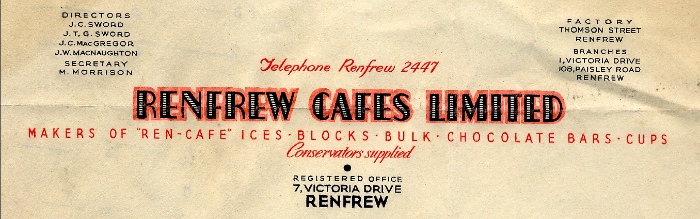 DIRECTORS
J.C. SWORD
J.T.G. SWORD
J.C. MACGREGOR
J.W. MACNAUGHTON
SECRETARY
M. MORRISON
FACTORY
THOMSON STREET
RENFREW
BRANCHES
1, VICTORIA DRIVE
108, PAISLEY ROAD
RENFREW
Telephone Renfrew 2447
RENFREW CAFES LIMITED
MAKERS OF "REN-CAFE" ICES · BLOCKS · BULK · CHOCOLATE BARS · CUPS
Conservators supplied
REGISTERED OFFICE
7, VICTORIA DRIVE
RENFREW